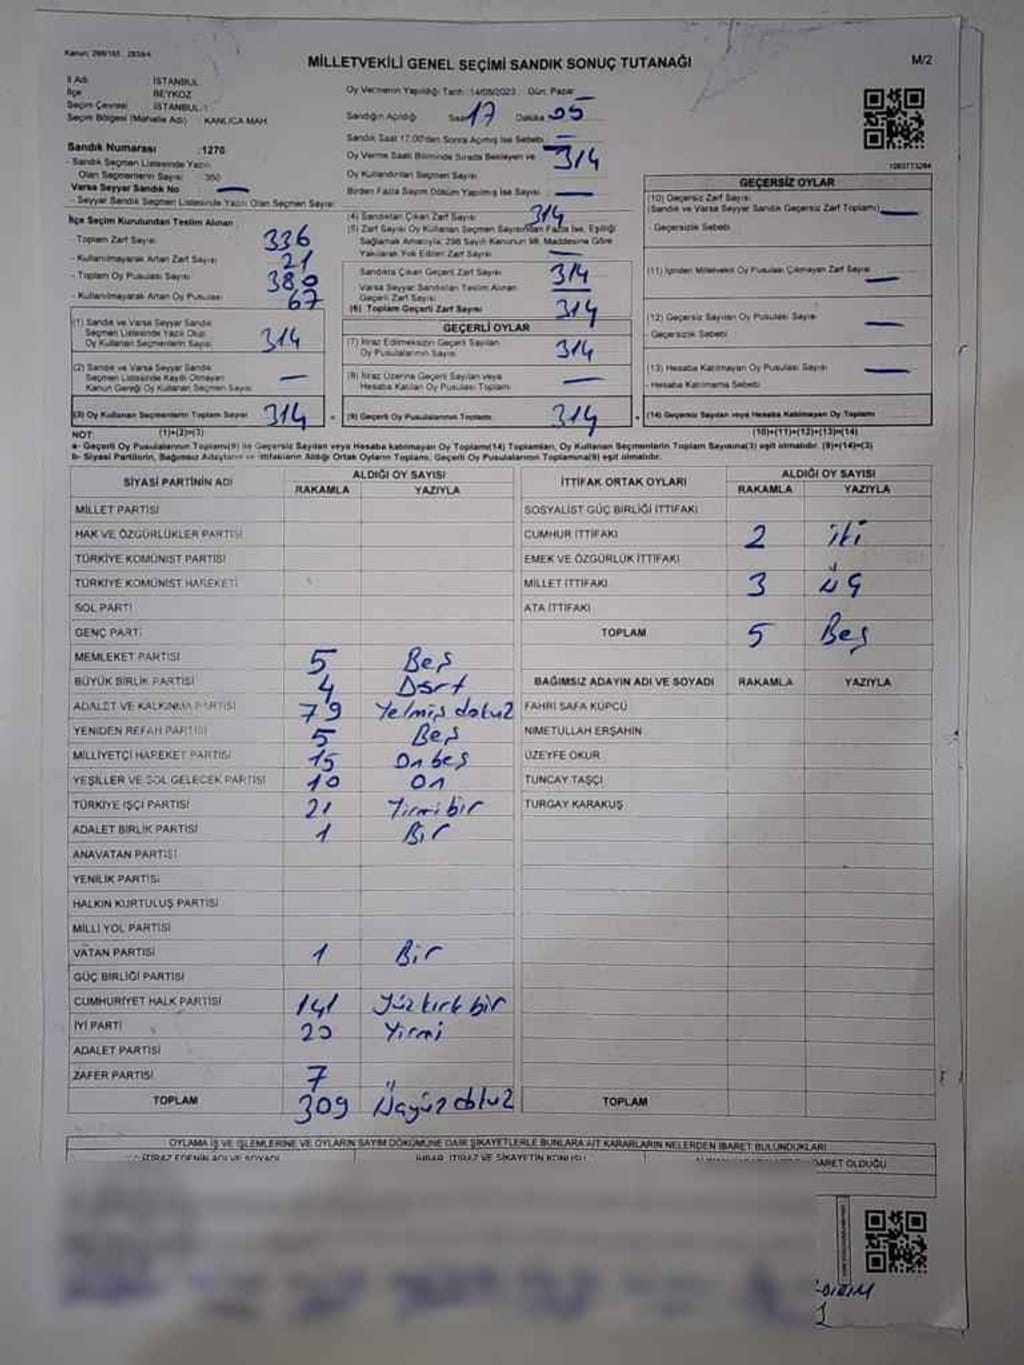 MİLLETVEKİLİ GENEL SEÇİMİ SANDIK SONUÇ TUTANAĞI
M/2
İl Adı : İSTANBUL
İlçe : BEYKOZ
Seçim Çevresi : İSTANBUL-1
Seçim Bölgesi (Mahalle Adı) : KANLICA MAH
Sandık Numarası :1270
- Sandık Seçmen Listesinde Yazılı
Olan Seçmenlerin Sayısı : 350
Varsa Seyyar Sandık No —
- Seyyar Sandık Seçmen Listesinde Yazılı Olan Seçmen Sayısı
İlçe Seçim Kurulundan Teslim Alınan
- Toplam Zarf Sayısı 336
- Kullanılmayarak Artan Zarf Sayısı 21
- Toplam Oy Pusulası Sayısı 380
- Kullanılmayarak Artan Oy Pusulası 67
(1) Sandık ve Varsa Seyyar Sandık
Seçmen Listesinde Yazılı Olup
Oy Kullanan Seçmenlerin Sayısı 314
(2) Sandık ve Varsa Seyyar Sandık
Seçmen Listesinde Kayıtlı Olmayan
Kanun Gereği Oy Kullanan Seçmen Sayısı —
(3) Oy Kullanan Seçmenlerin Toplam Sayısı 314
(1)+(2)=(3)
Oy Vermenin Yapıldığı Tarih :14/05/2023 Gün: Pazar
Sandığın Açıldığı Saat 17 Dakika 05
Sandık Saat 17:00'den Sonra Açılmış İse Sebebi —
Oy Verme Saati Bitiminde Sırada Bekleyen ve 314
Oy Kullandırılan Seçmen Sayısı
Birden Fazla Sayım Döküm Yapılmış İse Sayısı —
(4) Sandıktan Çıkan Zarf Sayısı 314
(5) Zarf Sayısı Oy Kullanan Seçmen Sayısından Fazla İse, Eşitliği
Sağlamak Amacıyla; 298 Sayılı Kanunun 98. Maddesine Göre
Yakılarak Yok Edilen Zarf Sayısı —
Sandıkta Çıkan Geçerli Zarf Sayısı 314
Varsa Seyyar Sandıktan Teslim Alınan
Geçerli Zarf Sayısı —
(6) Toplam Geçerli Zarf Sayısı 314
GEÇERLİ OYLAR
(7) İtiraz Edilmeksizin Geçerli Sayılan
Oy Pusulalarının Sayısı 314
(8) İtiraz Üzerine Geçerli Sayılan veya
Hesaba Katılan Oy Pusulası Toplamı —
(9) Geçerli Oy Pusulalarının Toplamı 314
GEÇERSİZ OYLAR
(10) Geçersiz Zarf Sayısı
(Sandık ve Varsa Seyyar Sandık Geçersiz Zarf Toplamı) —
- Geçersizlik Sebebi
(11) İçinden Milletvekili Oy Pusulası Çıkmayan Zarf Sayısı —
(12) Geçersiz Sayılan Oy Pusulası Sayısı —
- Geçersizlik Sebebi
(13) Hesaba Katılmayan Oy Pusulası Sayısı —
- Hesaba Katılmama Sebebi
(14) Geçersiz Sayılan veya Hesaba Katılmayan Oy Toplamı
(10)+(11)+(12)+(13)=(14)
NOT:
a- Geçerli Oy Pusulasının Toplamı(9) ile Geçersiz Sayılan veya Hesaba katılmayan Oy Toplamı(14) Toplamları, Oy Kullanan Seçmenlerin Toplam Sayısına(3) eşit olmalıdır. (9)+(14)=(3)
b- Siyasi Partilerin, Bağımsız Adayların ve İttifakların Aldığı Ortak Oyların Toplamı, Geçerli Oy Pusulalarının Toplamına(9) eşit olmalıdır.
SİYASİ PARTİNİN ADI ALDIĞI OY SAYISI
RAKAMLA YAZIYLA
MİLLET PARTİSİ
HAK VE ÖZGÜRLÜKLER PARTİSİ
TÜRKİYE KOMÜNİST PARTİSİ
TÜRKİYE KOMÜNİST HAREKETİ
SOL PARTİ
GENÇ PARTİ
MEMLEKET PARTİSİ 5 Beş
BÜYÜK BİRLİK PARTİSİ 4 Dört
ADALET VE KALKINMA PARTİSİ 79 Yetmiş dokuz
YENİDEN REFAH PARTİSİ 5 Beş
MİLLİYETÇİ HAREKET PARTİSİ 15 On beş
YEŞİLLER VE SOL GELECEK PARTİSİ 10 On
TÜRKİYE İŞÇİ PARTİSİ 21 Yirmi bir
ADALET BİRLİK PARTİSİ 1 Bir
ANAVATAN PARTİSİ
YENİLİK PARTİSİ
HALKIN KURTULUŞ PARTİSİ
MİLLİ YOL PARTİSİ
VATAN PARTİSİ 1 Bir
GÜÇ BİRLİĞİ PARTİSİ
CUMHURİYET HALK PARTİSİ 141 Yüz kırk bir
İYİ PARTİ 20 Yirmi
ADALET PARTİSİ
ZAFER PARTİSİ 7
TOPLAM 309 Üçyüz dokuz
İTTİFAK ORTAK OYLARI ALDIĞI OY SAYISI
RAKAMLA YAZIYLA
SOSYALİST GÜÇ BİRLİĞİ İTTİFAKI
CUMHUR İTTİFAKI 2 iki
EMEK VE ÖZGÜRLÜK İTTİFAKI
MİLLET İTTİFAKI 3 üç
ATA İTTİFAKI
TOPLAM 5 Beş
BAĞIMSIZ ADAYIN ADI VE SOYADI RAKAMLA YAZIYLA
FAHRİ SAFA KÜPCÜ
NİMETULLAH ERŞAHİN
ÜZEYFE OKUR
TUNCAY TAŞÇI
TURGAY KARAKUŞ
TOPLAM
OYLAMA İŞ VE İŞLEMLERİNE VE OYLARIN SAYIM DÖKÜMÜNE DAİR ŞİKAYETLERLE BUNLARA AİT KARARLARIN NELERDEN İBARET BULUNDUKLARI
İTİRAZ EDENİN ADI VE SOYADI
İHBAR, İTİRAZ VE ŞİKAYETİN KONUSU
İBARET OLDUĞU